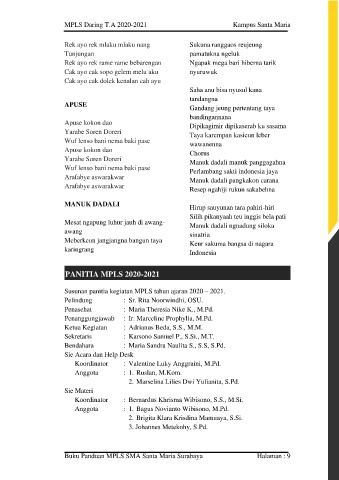 MPLS Daring T.A 2020-2021 Kampus Santa Maria
Rek ayo rek mlaku mlaku nang
Tunjungan
Rek ayo rek rame rame bebarengan
Cak ayo cak sopo gelem melu aku
Cak ayo cak dolek kenalan cah ayu
APUSE
Apuse kokon dao
Yarabe Soren Doreri
Wuf lenso bani nema baki pase
Apuse kokon dao
Yarabe Soren Doreri
Wuf lenso bani nema baki pase
Arafabye aswarakwar
Arafabye aswarakwar
MANUK DADALI
Mesat ngapung luhur jauh di awang-
awang
Meberkeun jangjangna bangun taya
karingrang
Sukuna ranggaos reujeung
pamatukna ngeluk
Ngapak mega bari hiberna tarik
nyuruwuk
Saha anu bisa nyusul kana
tandangna
Gandang jeung pertentang taya
bandingannana
Dipikagimir dipikaserab ku sasama
Taya karempan kasieun leber
wawanenna
Chorus
Manuk dadali manuk panggagahna
Perlambang sakti indonesia jaya
Manuk dadali pangkakon carana
Resep ngahiji rukun sakabehna
Hirup sauyunan tara pahiri-hiri
Silih pikanyaah teu inggis bela pati
Manuk dadali ngandung siloka
sinatria
Keur sakumna bangsa di nagara
Indonesia
PANITIA MPLS 2020-2021
Susunan panitia kegiatan MPLS tahun ajaran 2020 – 2021.
Pelindung : Sr. Rita Noorwindhi, OSU.
Penasehat : Maria Theresia Nike K., M.Pd.
Penanggungjawab : Ir. Marceline Prophylia, M.Pd.
Ketua Kegiatan : Adrianus Beda, S.S., M.M.
Sekretaris : Karsono Samuel P., S.Si., M.T.
Bendahara : Maria Sandra Naulita S., S.S, S.Pd.
Sie Acara dan Help Desk
Koordinator : Valentine Luky Anggraini, M.Pd.
Anggota : 1. Ruslan, M.Kom.
2. Marselina Lilies Dwi Yulianita, S.Pd.
Sie Materi
Koordinator : Bernardus Khrisma Wibisono, S.S., M.Si.
Anggota : 1. Bagus Novianto Wibisono, M.Pd.
2. Brigita Klara Krisdina Mamuaya, S.Si.
3. Johannes Metekohy, S.Pd.
Buku Panduan MPLS SMA Santa Maria Surabaya Halaman : 9